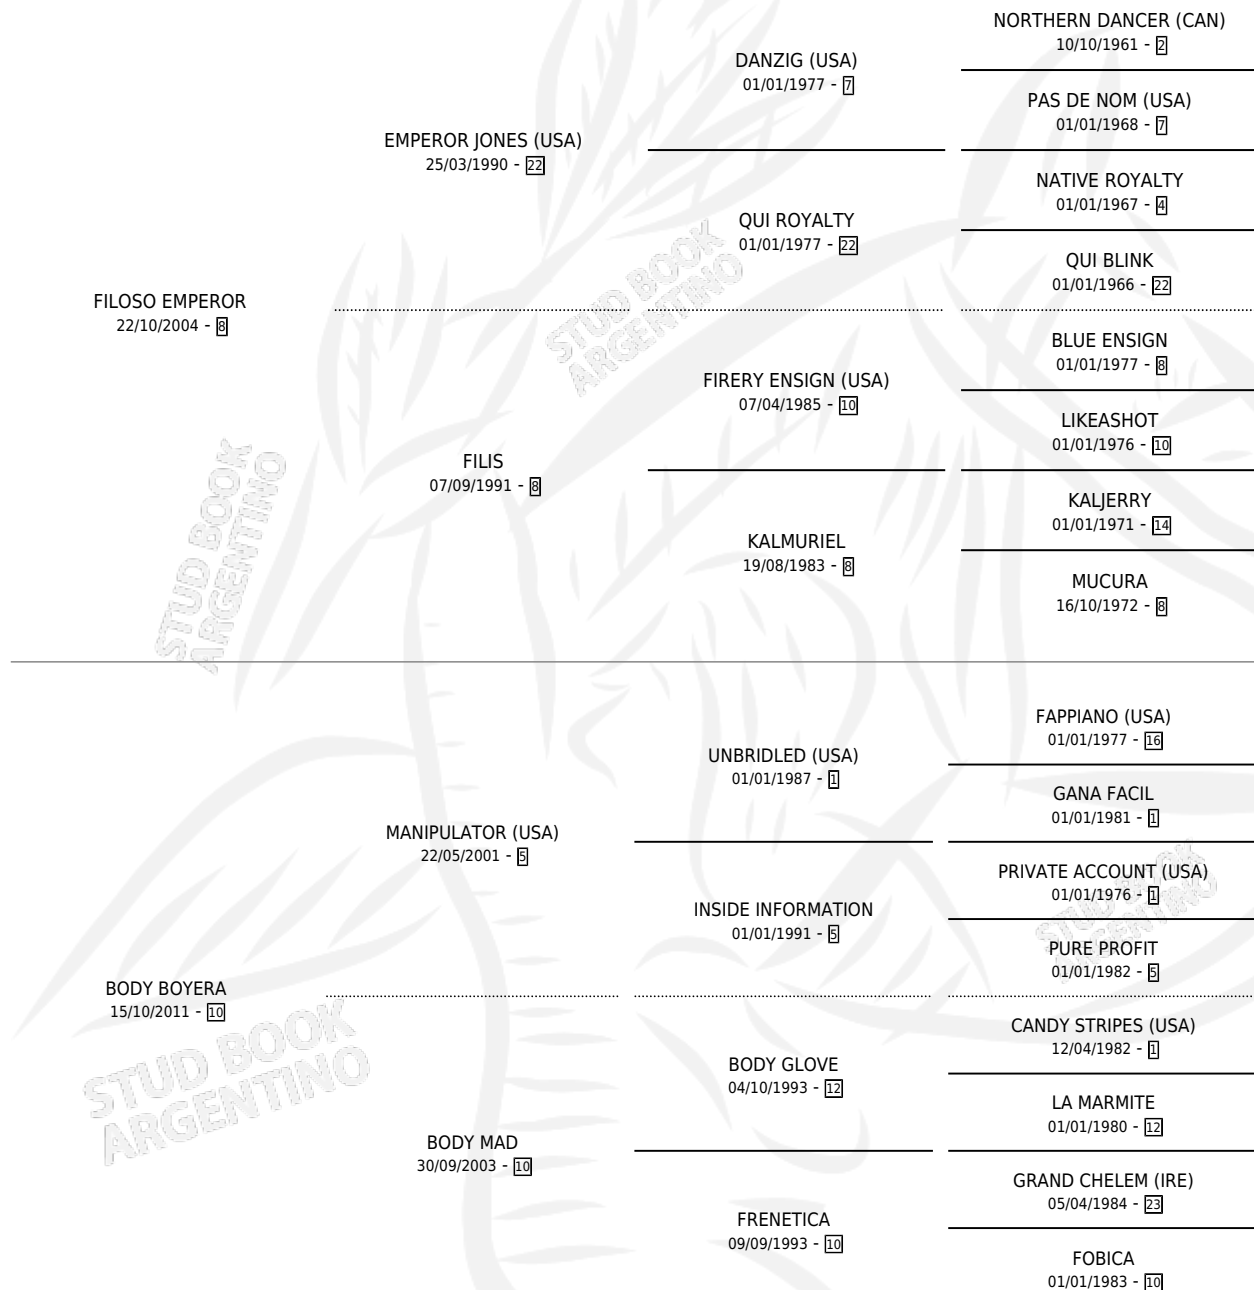 NORTHERN DANCER (CAN)
10/10/1961 - 2
DANZIG (USA)
01/01/1977 - 7
PAS DE NOM (USA)
01/01/1968 - 7
EMPEROR JONES (USA)
25/03/1990 - 22
NATIVE ROYALTY
01/01/1967 - 4
QUI ROYALTY
01/01/1977 - 22
QUI BLINK
01/01/1966 - 22
FILOSO EMPEROR
22/10/2004 - 8
STUD BOOK
ARGENTINO
BLUE ENSIGN
01/01/1977 - 8
FIRERY ENSIGN (USA)
07/04/1985 - 10
LIKEASHOT
01/01/1976 - 10
FILIS
07/09/1991 - 8
KALJERRY
01/01/1971 - 14
KALMURIEL
19/08/1983 - 8
MUCURA
16/10/1972 - 8
STUD BOOK
ARGENTINO
FAPPIANO (USA)
01/01/1977 - 16
UNBRIDLED (USA)
01/01/1987 - 1
GANA FACIL
01/01/1981 - 1
MANIPULATOR (USA)
22/05/2001 - 5
PRIVATE ACCOUNT (USA)
01/01/1976 - 1
INSIDE INFORMATION
01/01/1991 - 5
STUD BOOK
ARGENTINO
PURE PROFIT
01/01/1982 - 5
BODY BOYERA
15/10/2011 - 10
CANDY STRIPES (USA)
12/04/1982 - 1
BODY GLOVE
04/10/1993 - 12
LA MARMITE
01/01/1980 - 12
STUD BOOK
ARGENTINO
BODY MAD
30/09/2003 - 10
GRAND CHELEM (IRE)
05/04/1984 - 23
FRENETICA
09/09/1993 - 10
FOBICA
01/01/1983 - 10